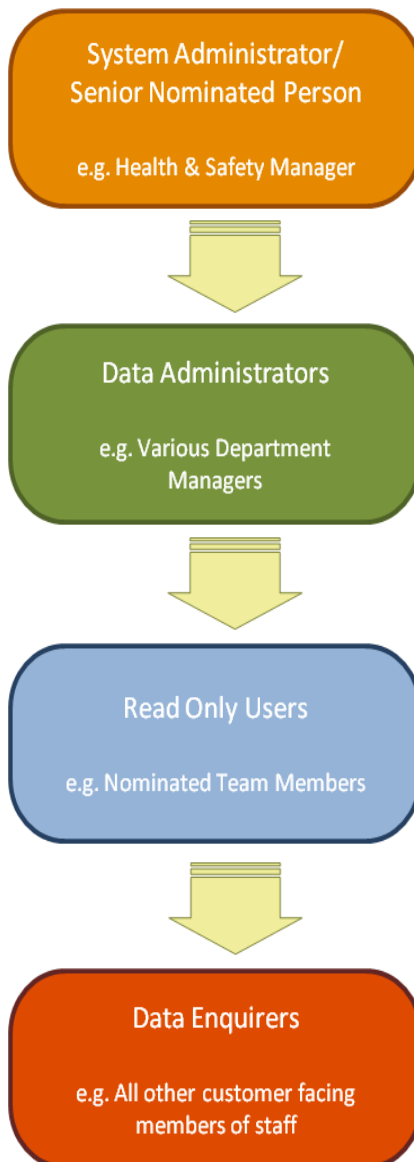 System Administrator/
Senior Nominated Person
e.g. Health & Safety Manager
Data Administrators
e.g. Various Department
Managers
Read Only Users
e.g. Nominated Team Members
Data Enquirers
e.g. All other customer facing
members of staff